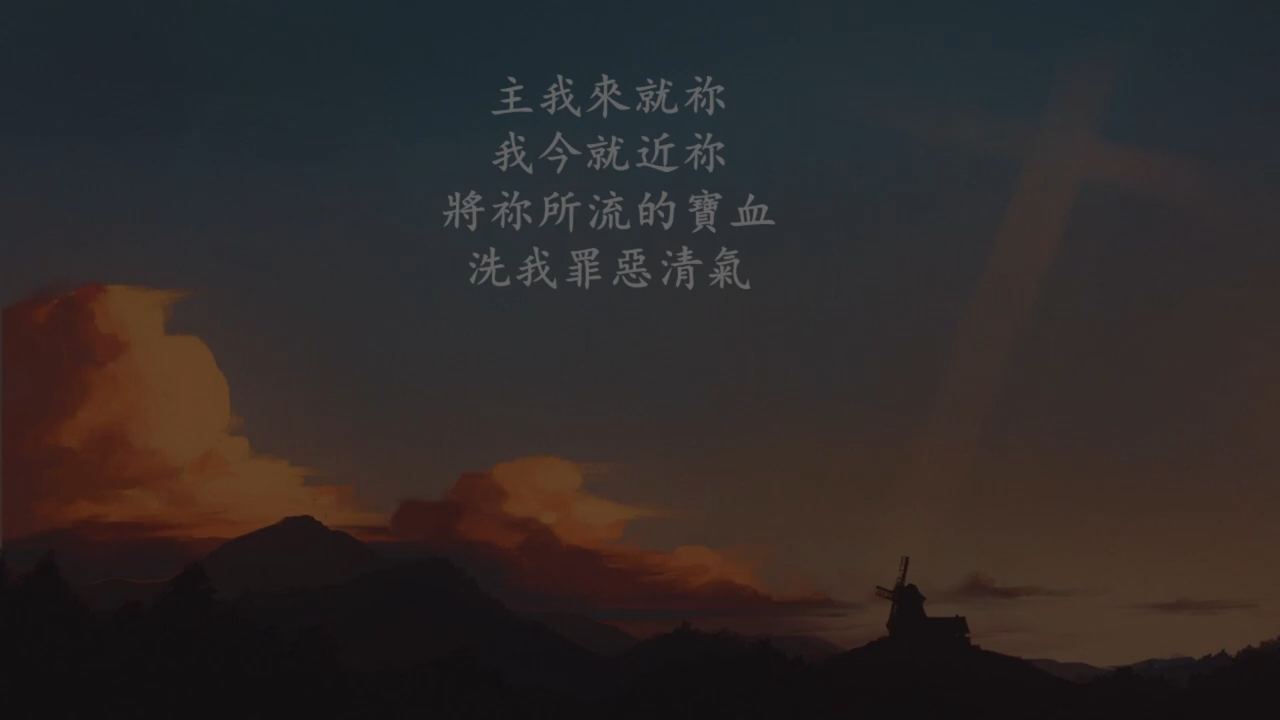 主我來就祢
我今就近祢
將祢所流的寶血
洗我罪惡清氣